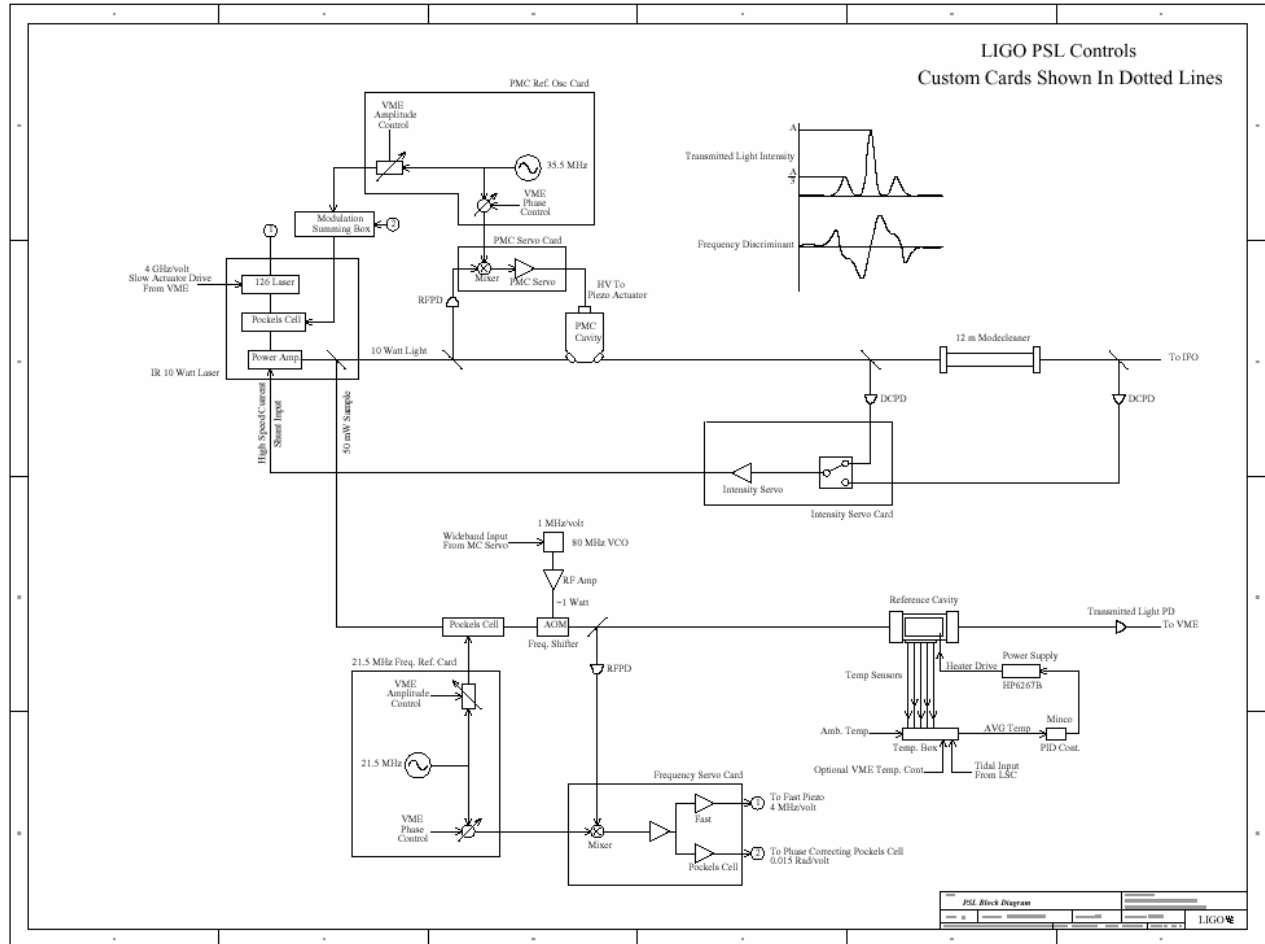 LIGO PSL Controls
Custom Cards Shown In Dotted Lines
PMC Ref. Osc Card
VME
Amplitude
Control
35.5 MHz
VME
Phase
Control
Modulation
Summing Box
2
1
A
Transmitted Light Intensity
A
3
Frequency Discriminant
PMC Servo Card
Mixer
PMC Servo
4 GHz/volt
Slow Actuator Drive
From VME
126 Laser
RFPD
HV To
Piezo Actuator
Pockels Cell
PMC
Cavity
Power Amp.
10 Watt Light
12 m Modecleaner
To IFO
IR 10 Watt Laser
High Speed Current
Shunt Input
50 mW Sample
DCPD
DCPD
Intensity Servo
Intensity Servo Card
1 MHz/volt
Wideband Input
From MC Servo
80 MHz VCO
RF Amp
~1 Watt
Reference Cavity
Transmitted Light PD
To VME
Pockels Cell
AOM
Freq. Shifter
RFPD
21.5 MHz Freq. Ref. Card
VME
Amplitude
Control
Temp Sensors
Heater Drive
Power Supply
HP6267B
Amb. Temp
Temp. Box
AVG Temp
Minco
PID Cont.
21.5 MHz
Optional VME Temp. Cont
Tidal Input
From LSC
Frequency Servo Card
VME
Phase
Control
Mixer
Fast
1
To Fast Piezo
4 MHz/volt
Pockels Cell
2
To Phase Correcting Pockels Cell
0.015 Rad/volt
PSL Block Diagram
LIGO